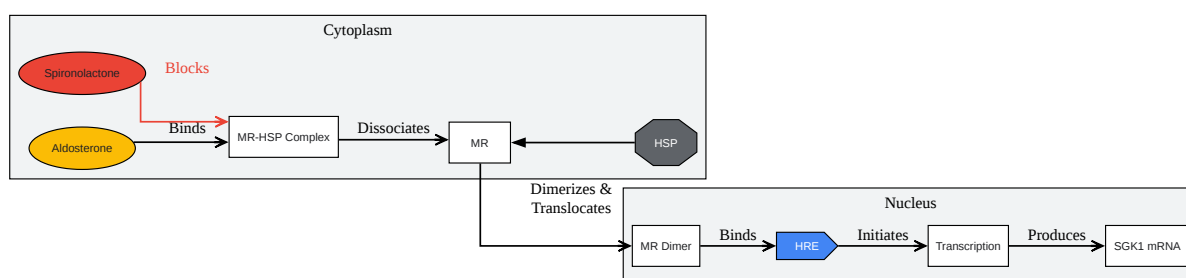 Cytoplasm
Spironolactone
Blocks
Aldosterone
Binds
MR-HSP Complex
Dissociates
MR
HSP
Dimerizes &
Translocates
Nucleus
MR Dimer
Binds
HRE
Initiates
Transcription
Produces
SGK1 mRNA